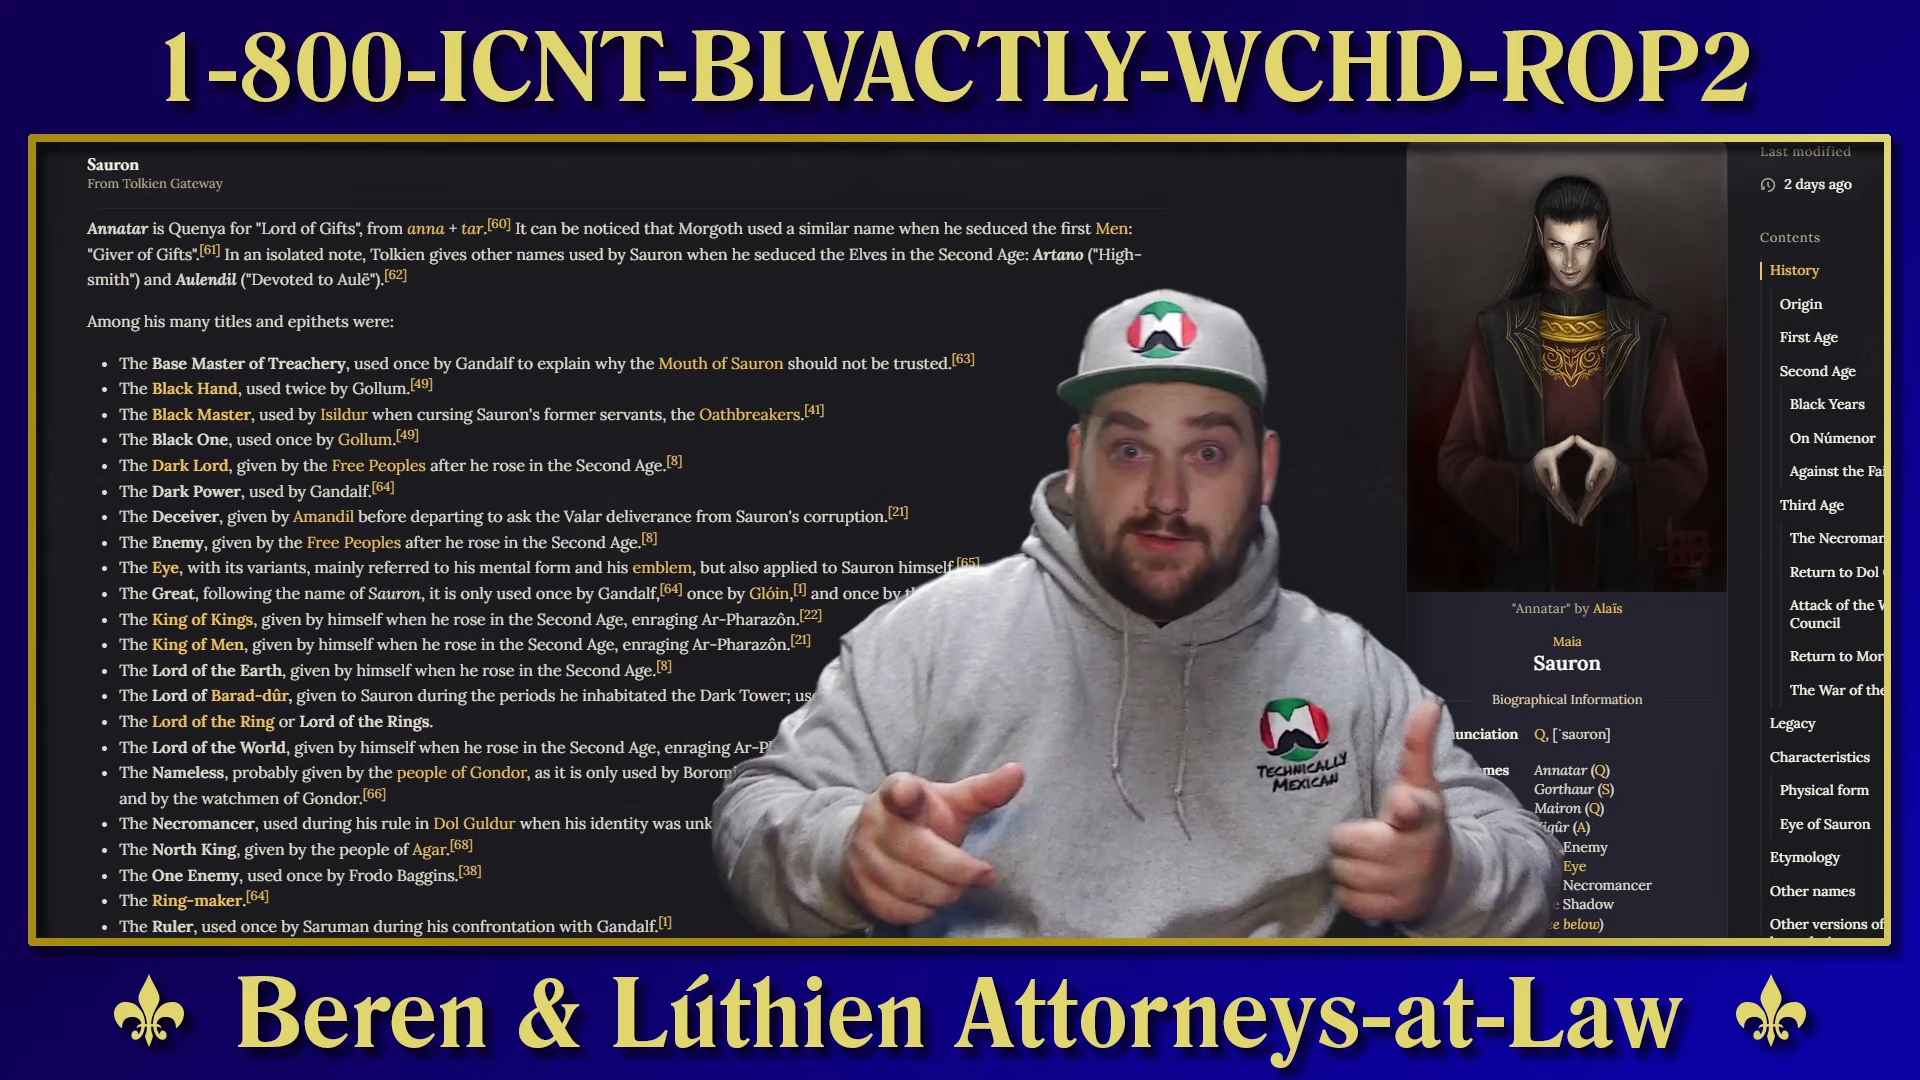 1-800-ICNT-BLVACTLY-WCHD-ROP2
Sauron
From Tolkien Gateway
Annatar is Quenya for "Lord of Gifts", from anna + tar.[60] It can be noticed that Morgoth used a similar name when he seduced the first Men:
"Giver of Gifts".[61] In an isolated note, Tolkien gives other names used by Sauron when he seduced the Elves in the Second Age: Artano ("High-
smith") and Aulendil ("Devoted to Aulë").[62]
Among his many titles and epithets were:
• The Base Master of Treachery, used once by Gandalf to explain why the Mouth of Sauron should not be trusted.[63]
• The Black Hand, used twice by Gollum.[49]
• The Black Master, used by Isildur when cursing Sauron's former servants, the Oathbreakers.[41]
• The Black One, used once by Gollum.[49]
• The Dark Lord, given by the Free Peoples after he rose in the Second Age.[8]
• The Dark Power, used by Gandalf.[64]
• The Deceiver, given by Amandil before departing to ask the Valar deliverance from Sauron's corruption.[21]
• The Enemy, given by the Free Peoples after he rose in the Second Age.[8]
• The Eye, with its variants, mainly referred to his mental form and his emblem, but also applied to Sauron himself.[65]
• The Great, following the name of Sauron, it is only used once by Gandalf,[64] once by Glóin,[1] and once by
• The King of Kings, given by himself when he rose in the Second Age, enraging Ar-Pharazôn.[22]
• The King of Men, given by himself when he rose in the Second Age, enraging Ar-Pharazôn.[21]
• The Lord of the Earth, given by himself when he rose in the Second Age.[8]
• The Lord of Barad-dûr, given to Sauron during the periods he inhabitated the Dark Tower;
• The Lord of the Ring or Lord of the Rings.
• The Lord of the World, given by himself when he rose in the Second Age, enraging
• The Nameless, probably given by the people of Gondor, as it is only used by
and by the watchmen of Gondor.[66]
• The Necromancer, used during his rule in Dol Guldur when his identity was
• The North King, given by the people of Agar.[68]
• The One Enemy, used once by Frodo Baggins.[38]
• The Ring-maker.[64]
• The Ruler, used once by Saruman during his confrontation with Gandalf.[1]
M
M
TECHNICALLY
MEXICAN
"Annatar" by Alaïs
Maia
Sauron
Biographical Information
Q, [ˈsaʊron]
Annatar (Q)
Gorthaur (S)
Mairon (Q)
(A)
Enemy
Eye
Necromancer
Shadow
below)
Last modified
2 days ago
Contents
History
Origin
First Age
Second Age
Black Years
On Númenor
Against the
Third Age
The
Return to Dol
Attack of the
Council
Return to
The War of the
Legacy
Characteristics
Physical form
Eye of Sauron
Etymology
Other names
Other versions of
Beren & Lúthien Attorneys-at-Law